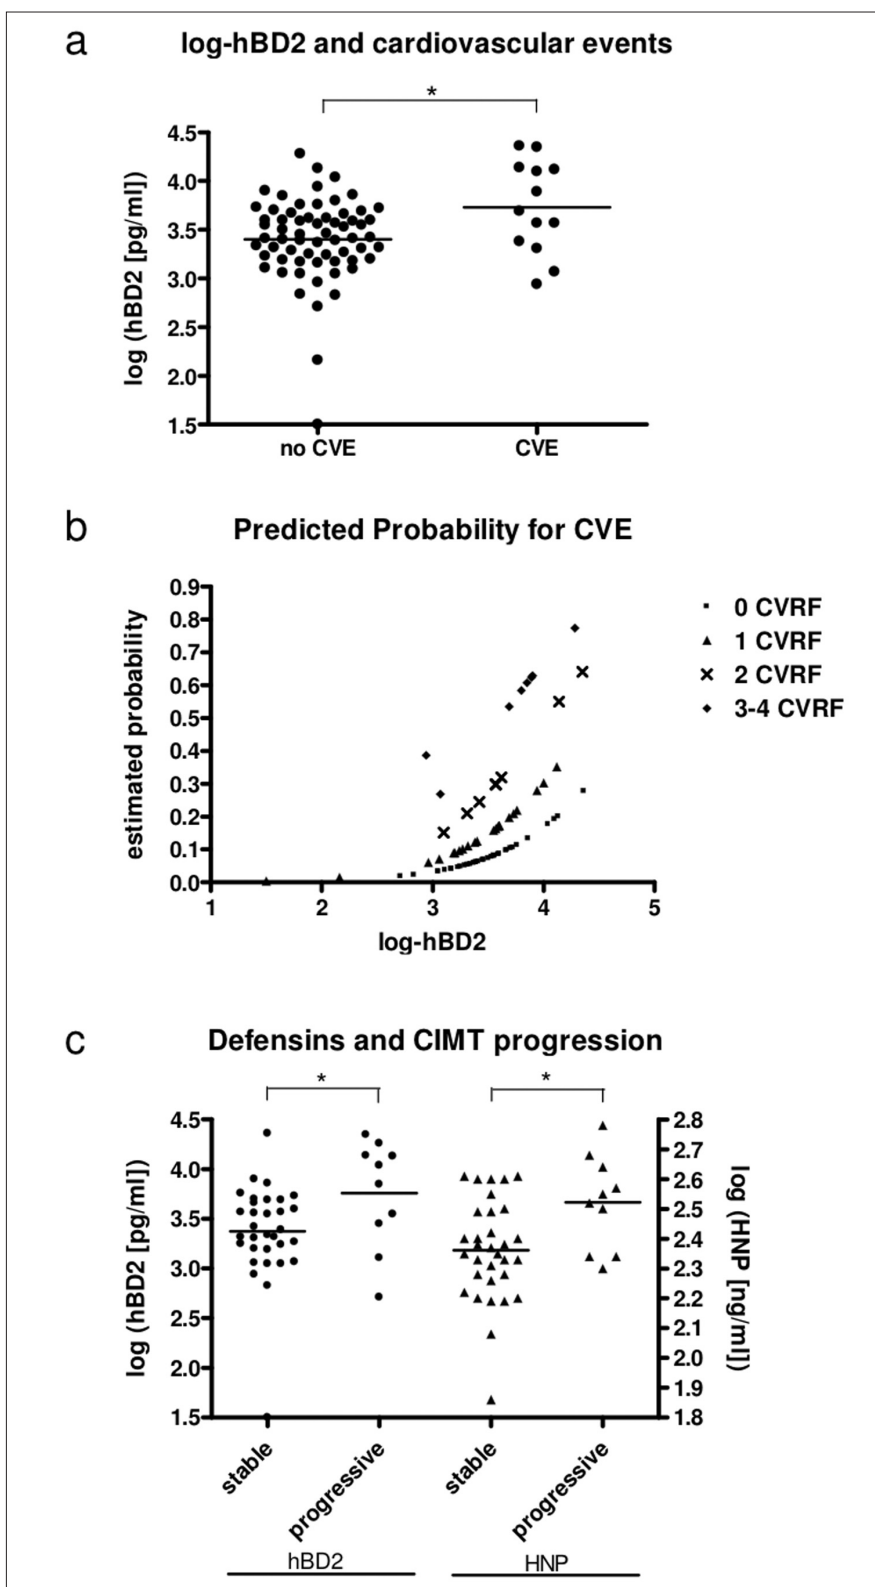 a
log-hBD2 and cardiovascular events
*
log (hBD2 [pg/ml])
4.5
4.0
3.5
3.0
2.5
2.0
1.5
no CVE CVE
b
Predicted Probability for CVE
estimated probability
0.9
0.8
0.7
0.6
0.5
0.4
0.3
0.2
0.1
0.0
1 2 3 4 5
log-hBD2
0 CVRF
1 CVRF
2 CVRF
3-4 CVRF
c
Defensins and CIMT progression
* *
log (hBD2 [pg/ml])
4.5
4.0
3.5
3.0
2.5
2.0
1.5
2.8
2.7
2.6
2.5
2.4
2.3
2.2
2.1
2.0
1.9
1.8
log (HNP [ng/ml])
stable progressive stable progressive
hBD2 HNP